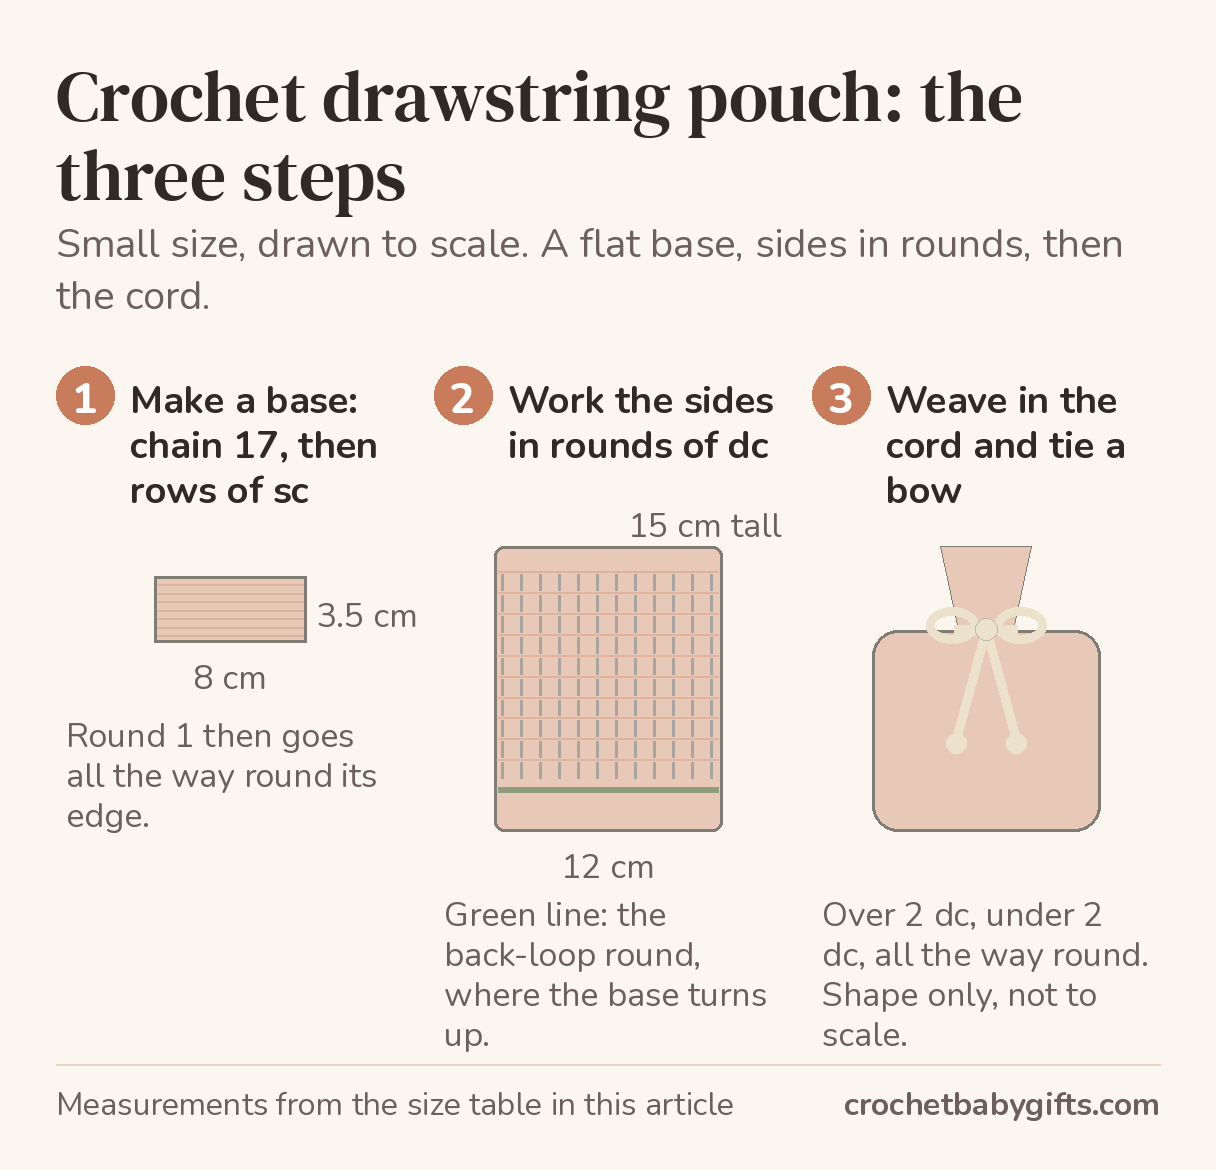 Crochet drawstring pouch: the
three steps
Small size, drawn to scale. A flat base, sides in rounds, then
the cord.
1
Make a base:
chain 17, then
rows of sc
3.5 cm
8 cm
Round 1 then goes
all the way round its
edge.
2
Work the sides
in rounds of dc
15 cm tall
12 cm
Green line: the
back-loop round,
where the base turns
up.
3
Weave in the
cord and tie a
bow
Over 2 dc, under 2
dc, all the way round.
Shape only, not to
scale.
Measurements from the size table in this article
crochetbabygifts.com